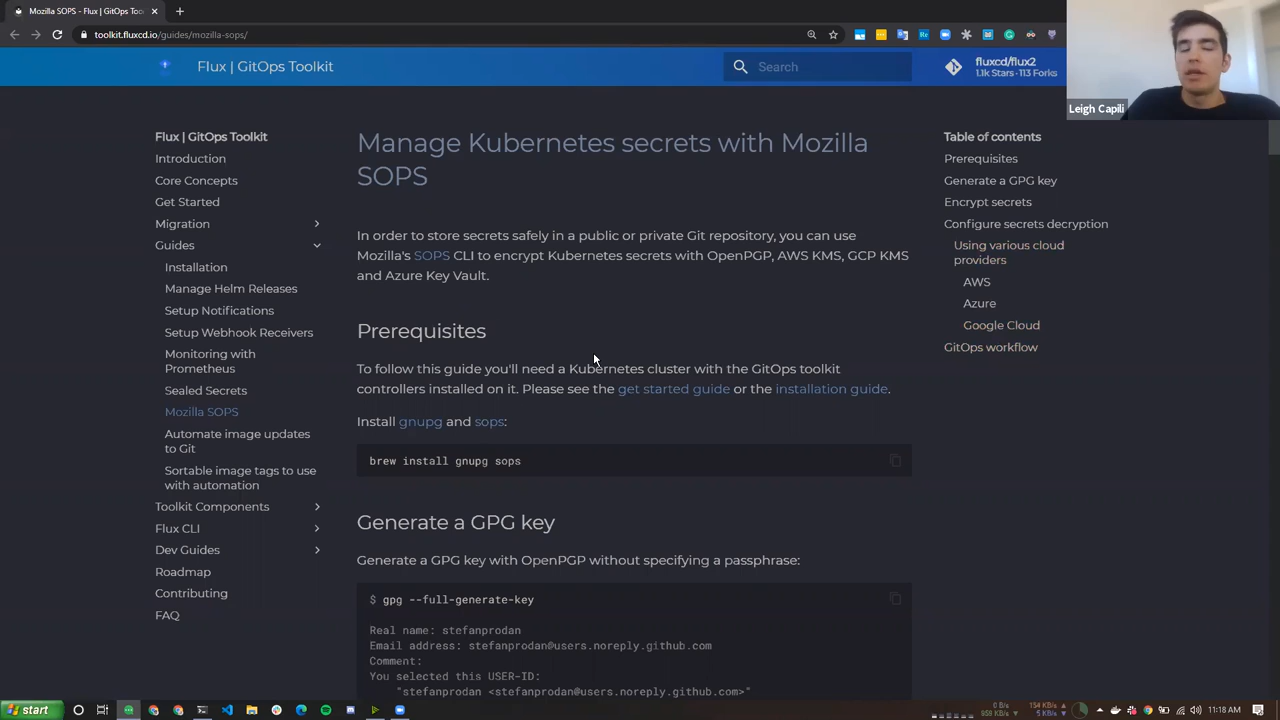 Mozilla SOPS - Flux | GitOps T
toolkit.fluxcd.io/guides/mozilla-sops/
Flux | GitOps Toolkit
Search
fluxcd/flux2
1.1k Stars · 113 Forks
Leigh Capili
Flux | GitOps Toolkit
Introduction
Core Concepts
Get Started
Migration
Guides
Installation
Manage Helm Releases
Setup Notifications
Setup Webhook Receivers
Monitoring with
Prometheus
Sealed Secrets
Mozilla SOPS
Automate image updates
to Git
Sortable image tags to use
with automation
Toolkit Components
Flux CLI
Dev Guides
Roadmap
Contributing
FAQ
Manage Kubernetes secrets with Mozilla
SOPS
In order to store secrets safely in a public or private Git repository, you can use
Mozilla's SOPS CLI to encrypt Kubernetes secrets with OpenPGP, AWS KMS, GCP KMS
and Azure Key Vault.
Prerequisites
To follow this guide you'll need a Kubernetes cluster with the GitOps toolkit
controllers installed on it. Please see the get started guide or the installation guide.
Install gnupg and sops:
brew install gnupg sops
Generate a GPG key
Generate a GPG key with OpenPGP without specifying a passphrase:
$ gpg --full-generate-key
Real name: stefanprodan
Email address: stefanprodan@users.noreply.github.com
Comment:
You selected this USER-ID:
"stefanprodan <stefanprodan@users.noreply.github.com>"
Table of contents
Prerequisites
Generate a GPG key
Encrypt secrets
Configure secrets decryption
Using various cloud
providers
AWS
Azure
Google Cloud
GitOps workflow
start
0 B/s
959 KB/s
154 KB/s
5 KB/s
11:18 AM